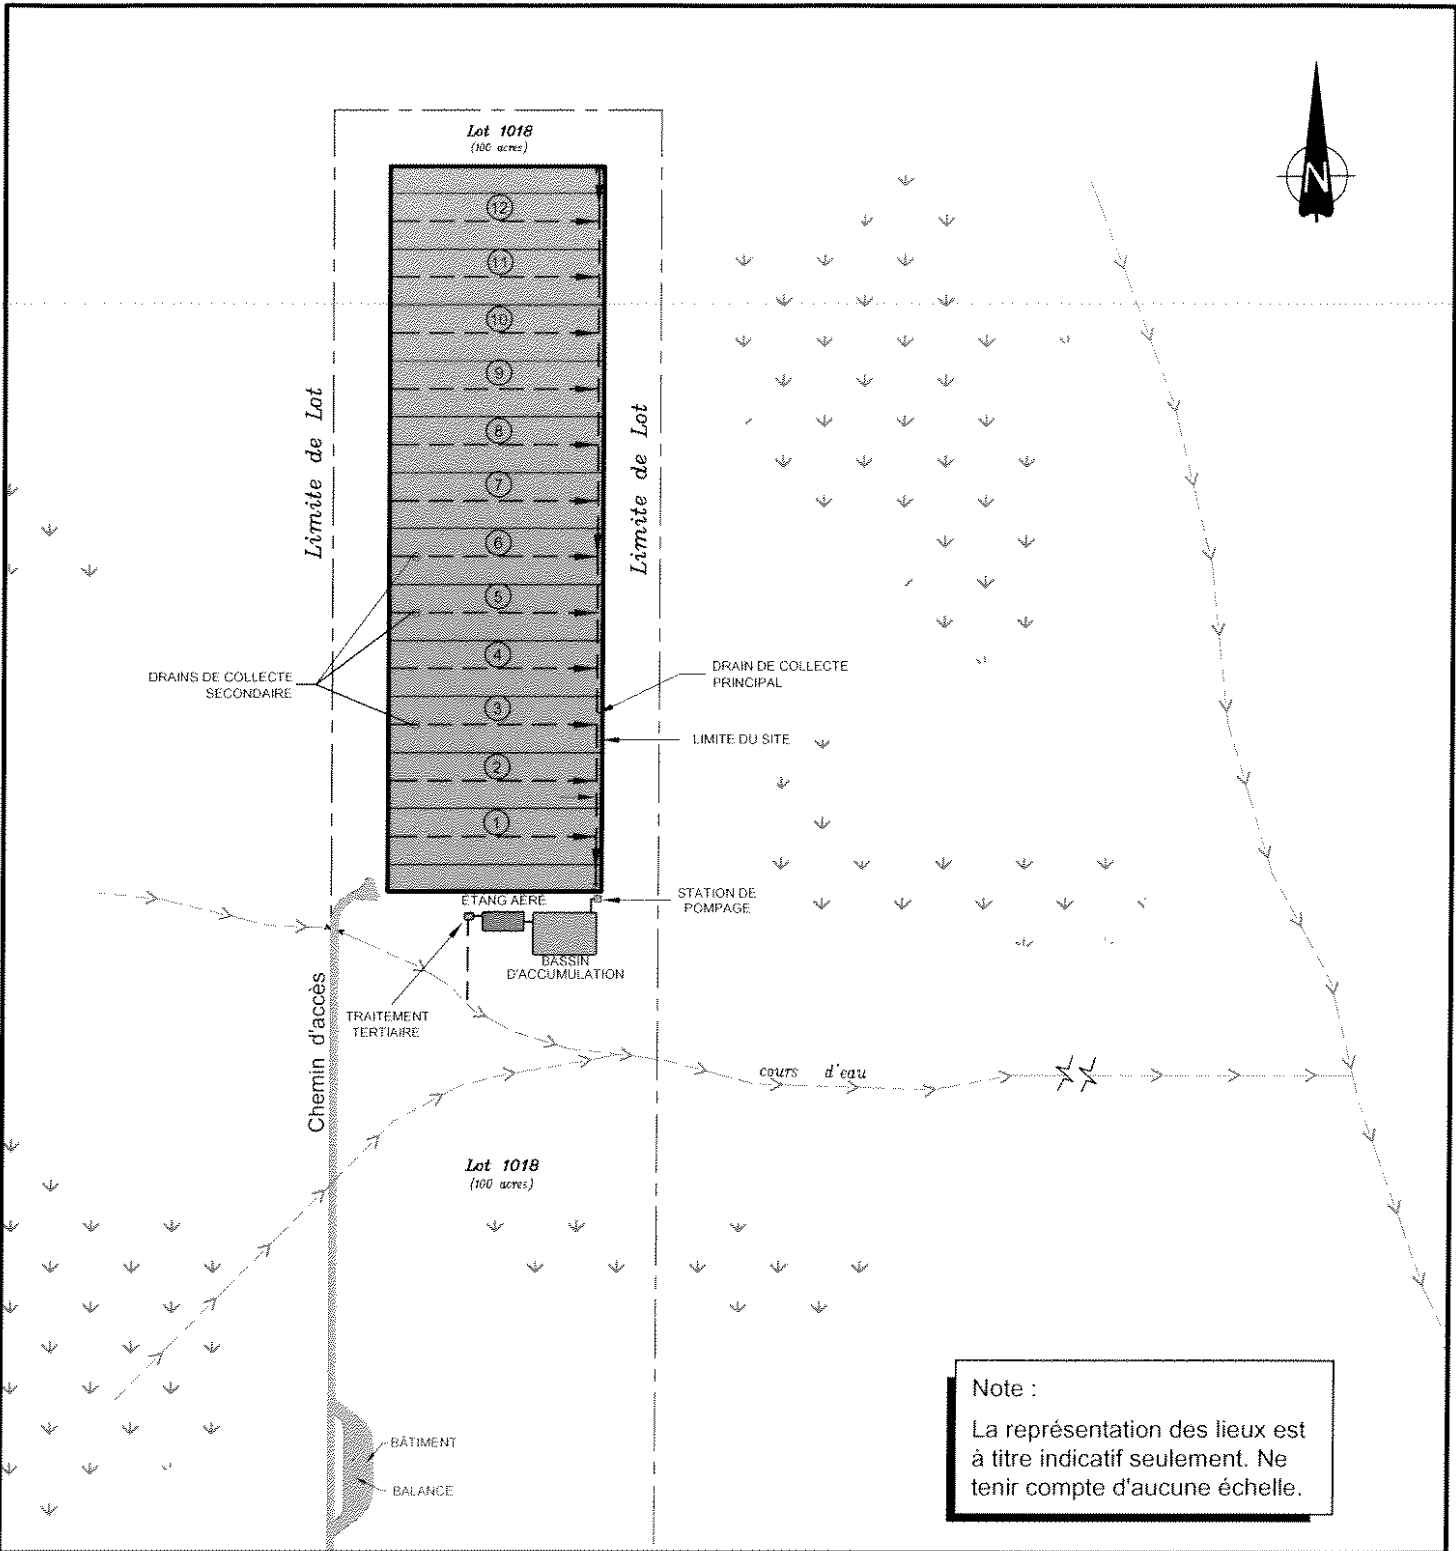 Lot 1018
(100 acres)
N
12
11
10
9
8
7
6
5
4
3
2
1
Limite de Lot
Limite de Lot
DRAINS DE COLLECTE
SECONDAIRE
DRAIN DE COLLECTE
PRINCIPAL
LIMITE DU SITE
STATION DE
POMPAGE
ÉTANG AÉRÉ
BASSIN
D'ACCUMULATION
TRAITEMENT
TERTIAIRE
Chemin d'accès
cours d'eau
Lot 1018
(100 acres)
BÂTIMENT
BALANCE
Note :
La représentation des lieux est
à titre indicatif seulement. Ne
tenir compte d'aucune échelle.